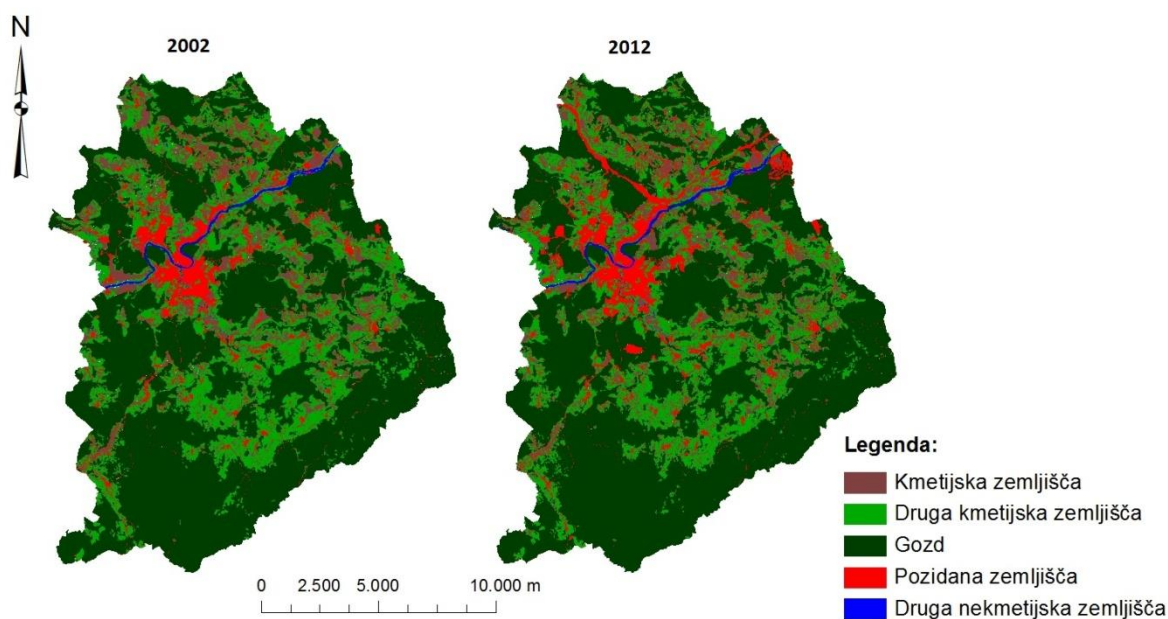 N
2002
2012
Legenda:
Kmetijska zemljišča
Druga kmetijska zemljišča
Gozd
Pozidana zemljišča
Druga nekmetijska zemljišča
0 2.500 5.000 10.000 m